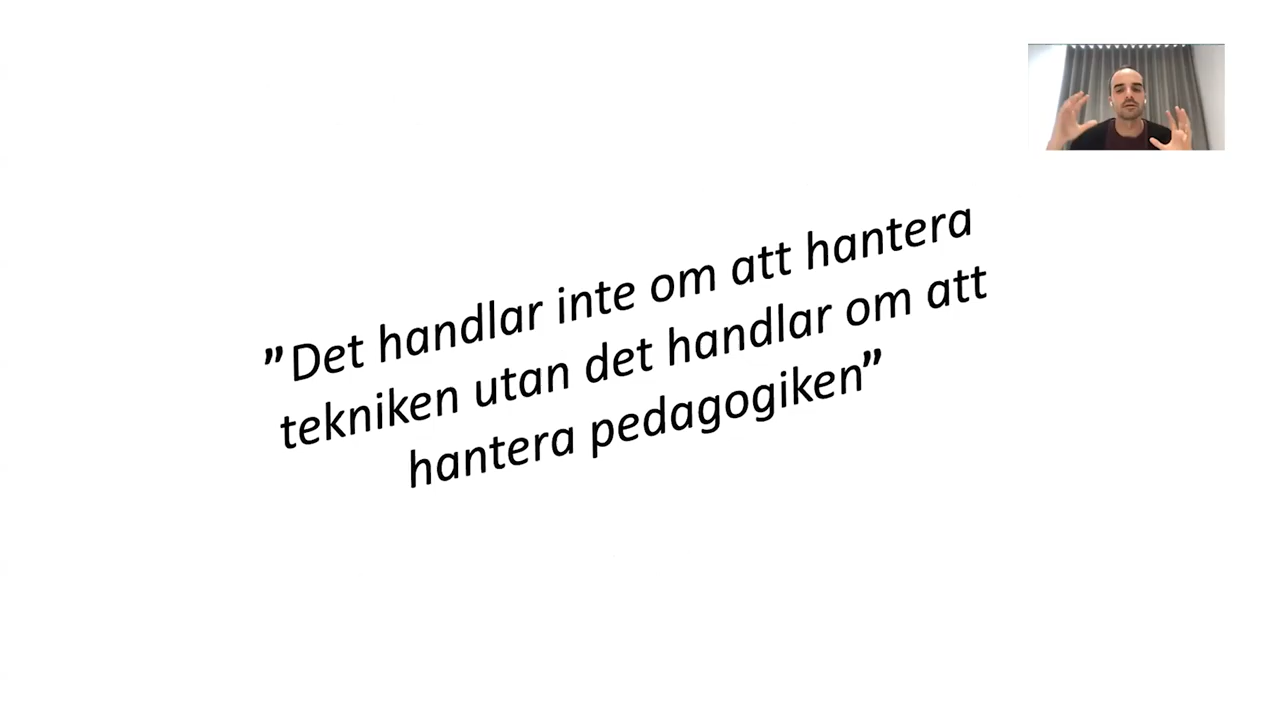 ”Det handlar inte om att hantera
tekniken utan det handlar om att
hantera pedagogiken”